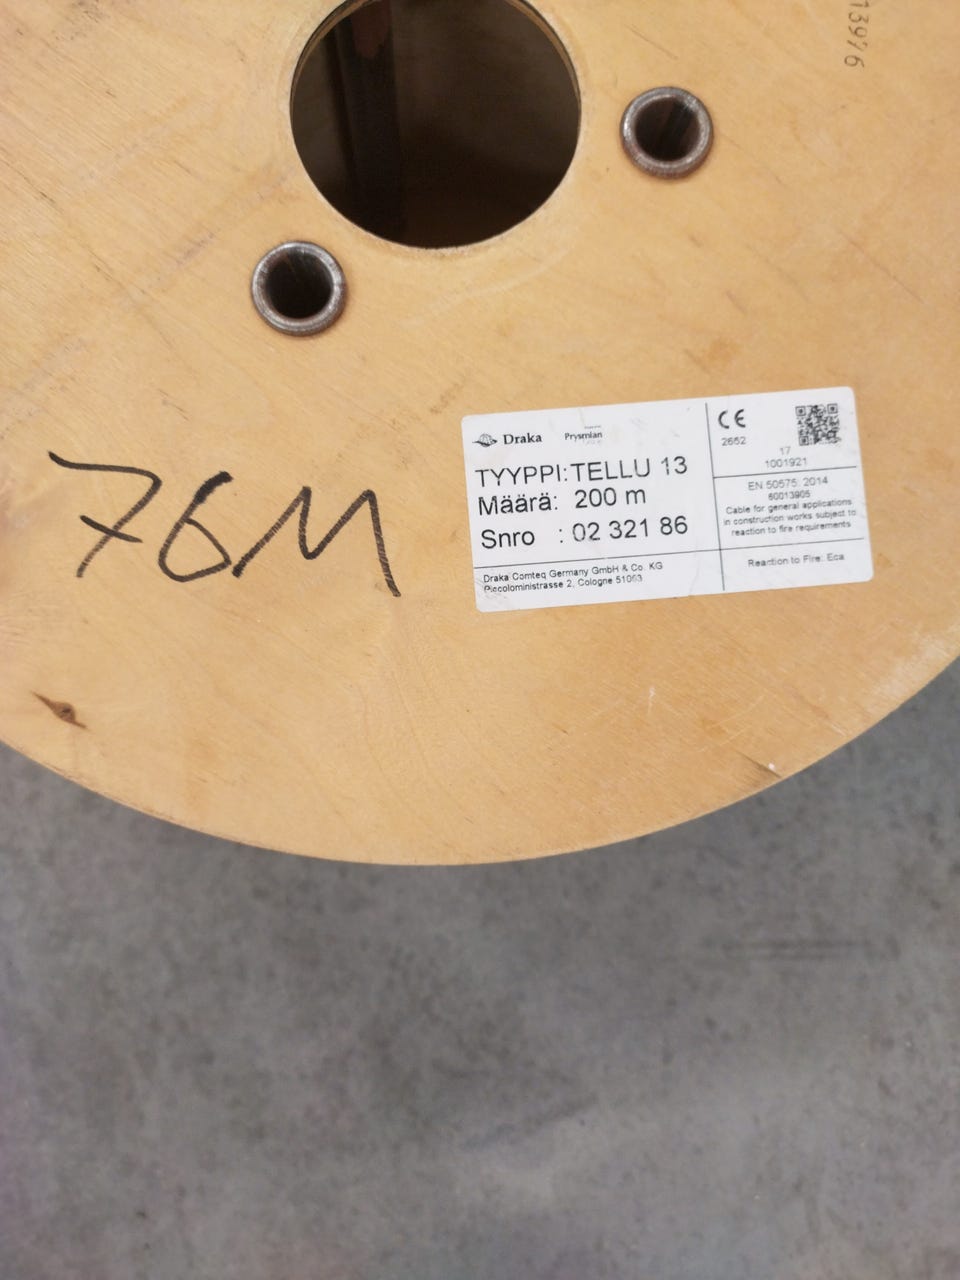 13996
76M
Draka
Prysmian
TYYPPI: TELLU 13
Määrä: 200 m
Snro : 02 321 86
Draka Comteq Germany GmbH & Co. KG
Piccoloministrasse 2, Cologne 51063
CE
2652
17
1001921
EN 50575: 2014
60013905
Cable for general applications
in construction works subject to
reaction to fire requirements
Reaction to Fire: Eca